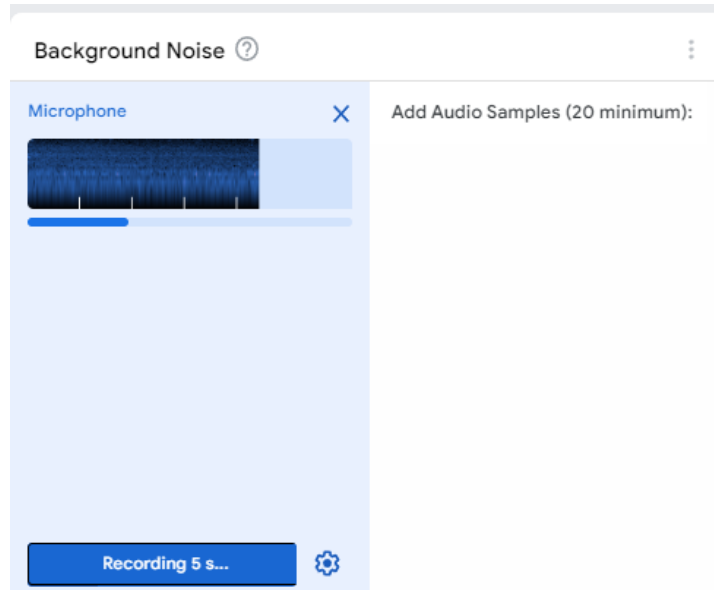 Background Noise
Microphone
Add Audio Samples (20 minimum):
Recording 5 s...